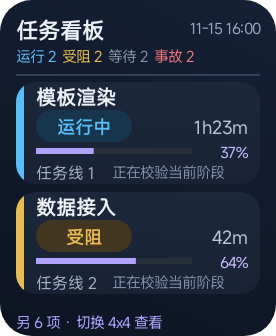 任务看板 11-15 16:00
运行 2 受阻 2 等待 2 事故 2
模板渲染
运行中 1h23m
37%
任务线 1 正在校验当前阶段
数据接入
受阻 42m
64%
任务线 2 正在校验当前阶段
另 6 项 · 切换 4x4 查看